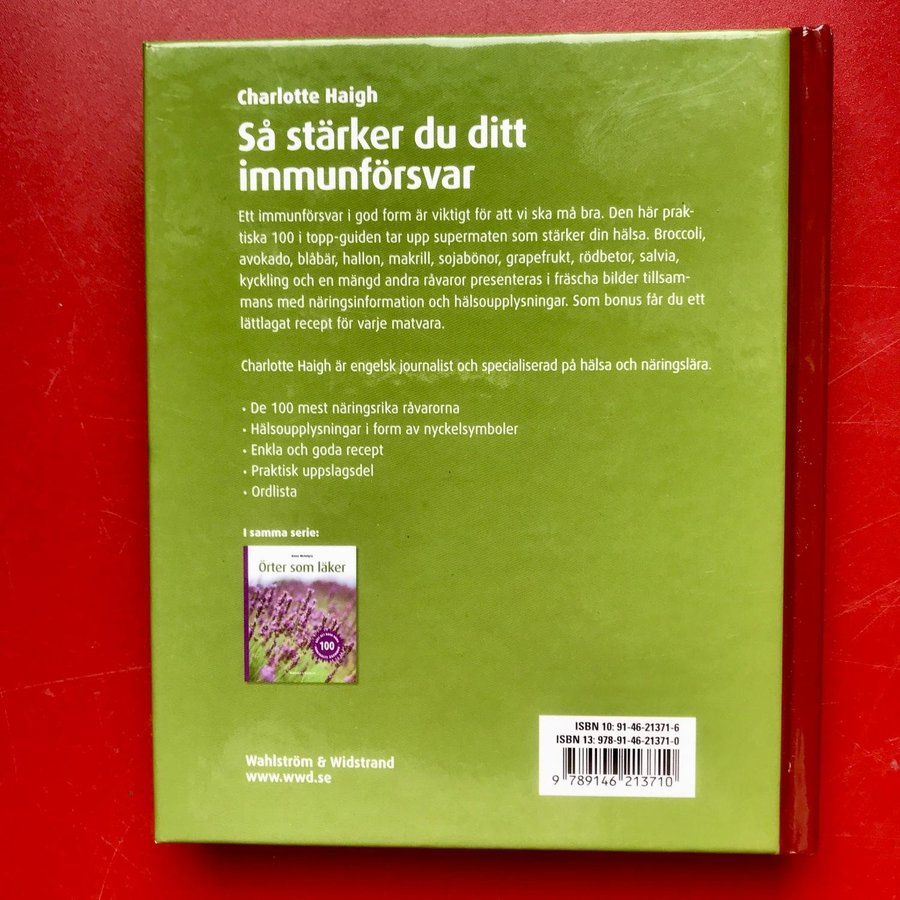 Charlotte Haigh
Så stärker du ditt
immunförsvar
Ett immunförsvar i god form är viktigt för att vi ska må bra. Den här prak-
tiska 100 i topp-guiden tar upp supermaten som stärker din hälsa. Broccoli,
avokado, blåbär, hallon, makrill, sojabönor, grapefrukt, rödbetor, salvia,
kyckling och en mängd andra råvaror presenteras i fräscha bilder tillsam-
mans med näringsinformation och hälsoupplysningar. Som bonus får du ett
lättlagat recept för varje matvara.
Charlotte Haigh är engelsk journalist och specialiserad på hälsa och näringslära.
• De 100 mest näringsrika råvarorna
• Hälsoupplysningar i form av nyckelsymboler
• Enkla och goda recept
• Praktisk uppslagsdel
• Ordlista
I samma serie:
Örter som läker
100
Wahlström & Widstrand
www.wwd.se
ISBN 10: 91-46-21371-6
ISBN 13: 978-91-46-21371-0
9 789146 213710